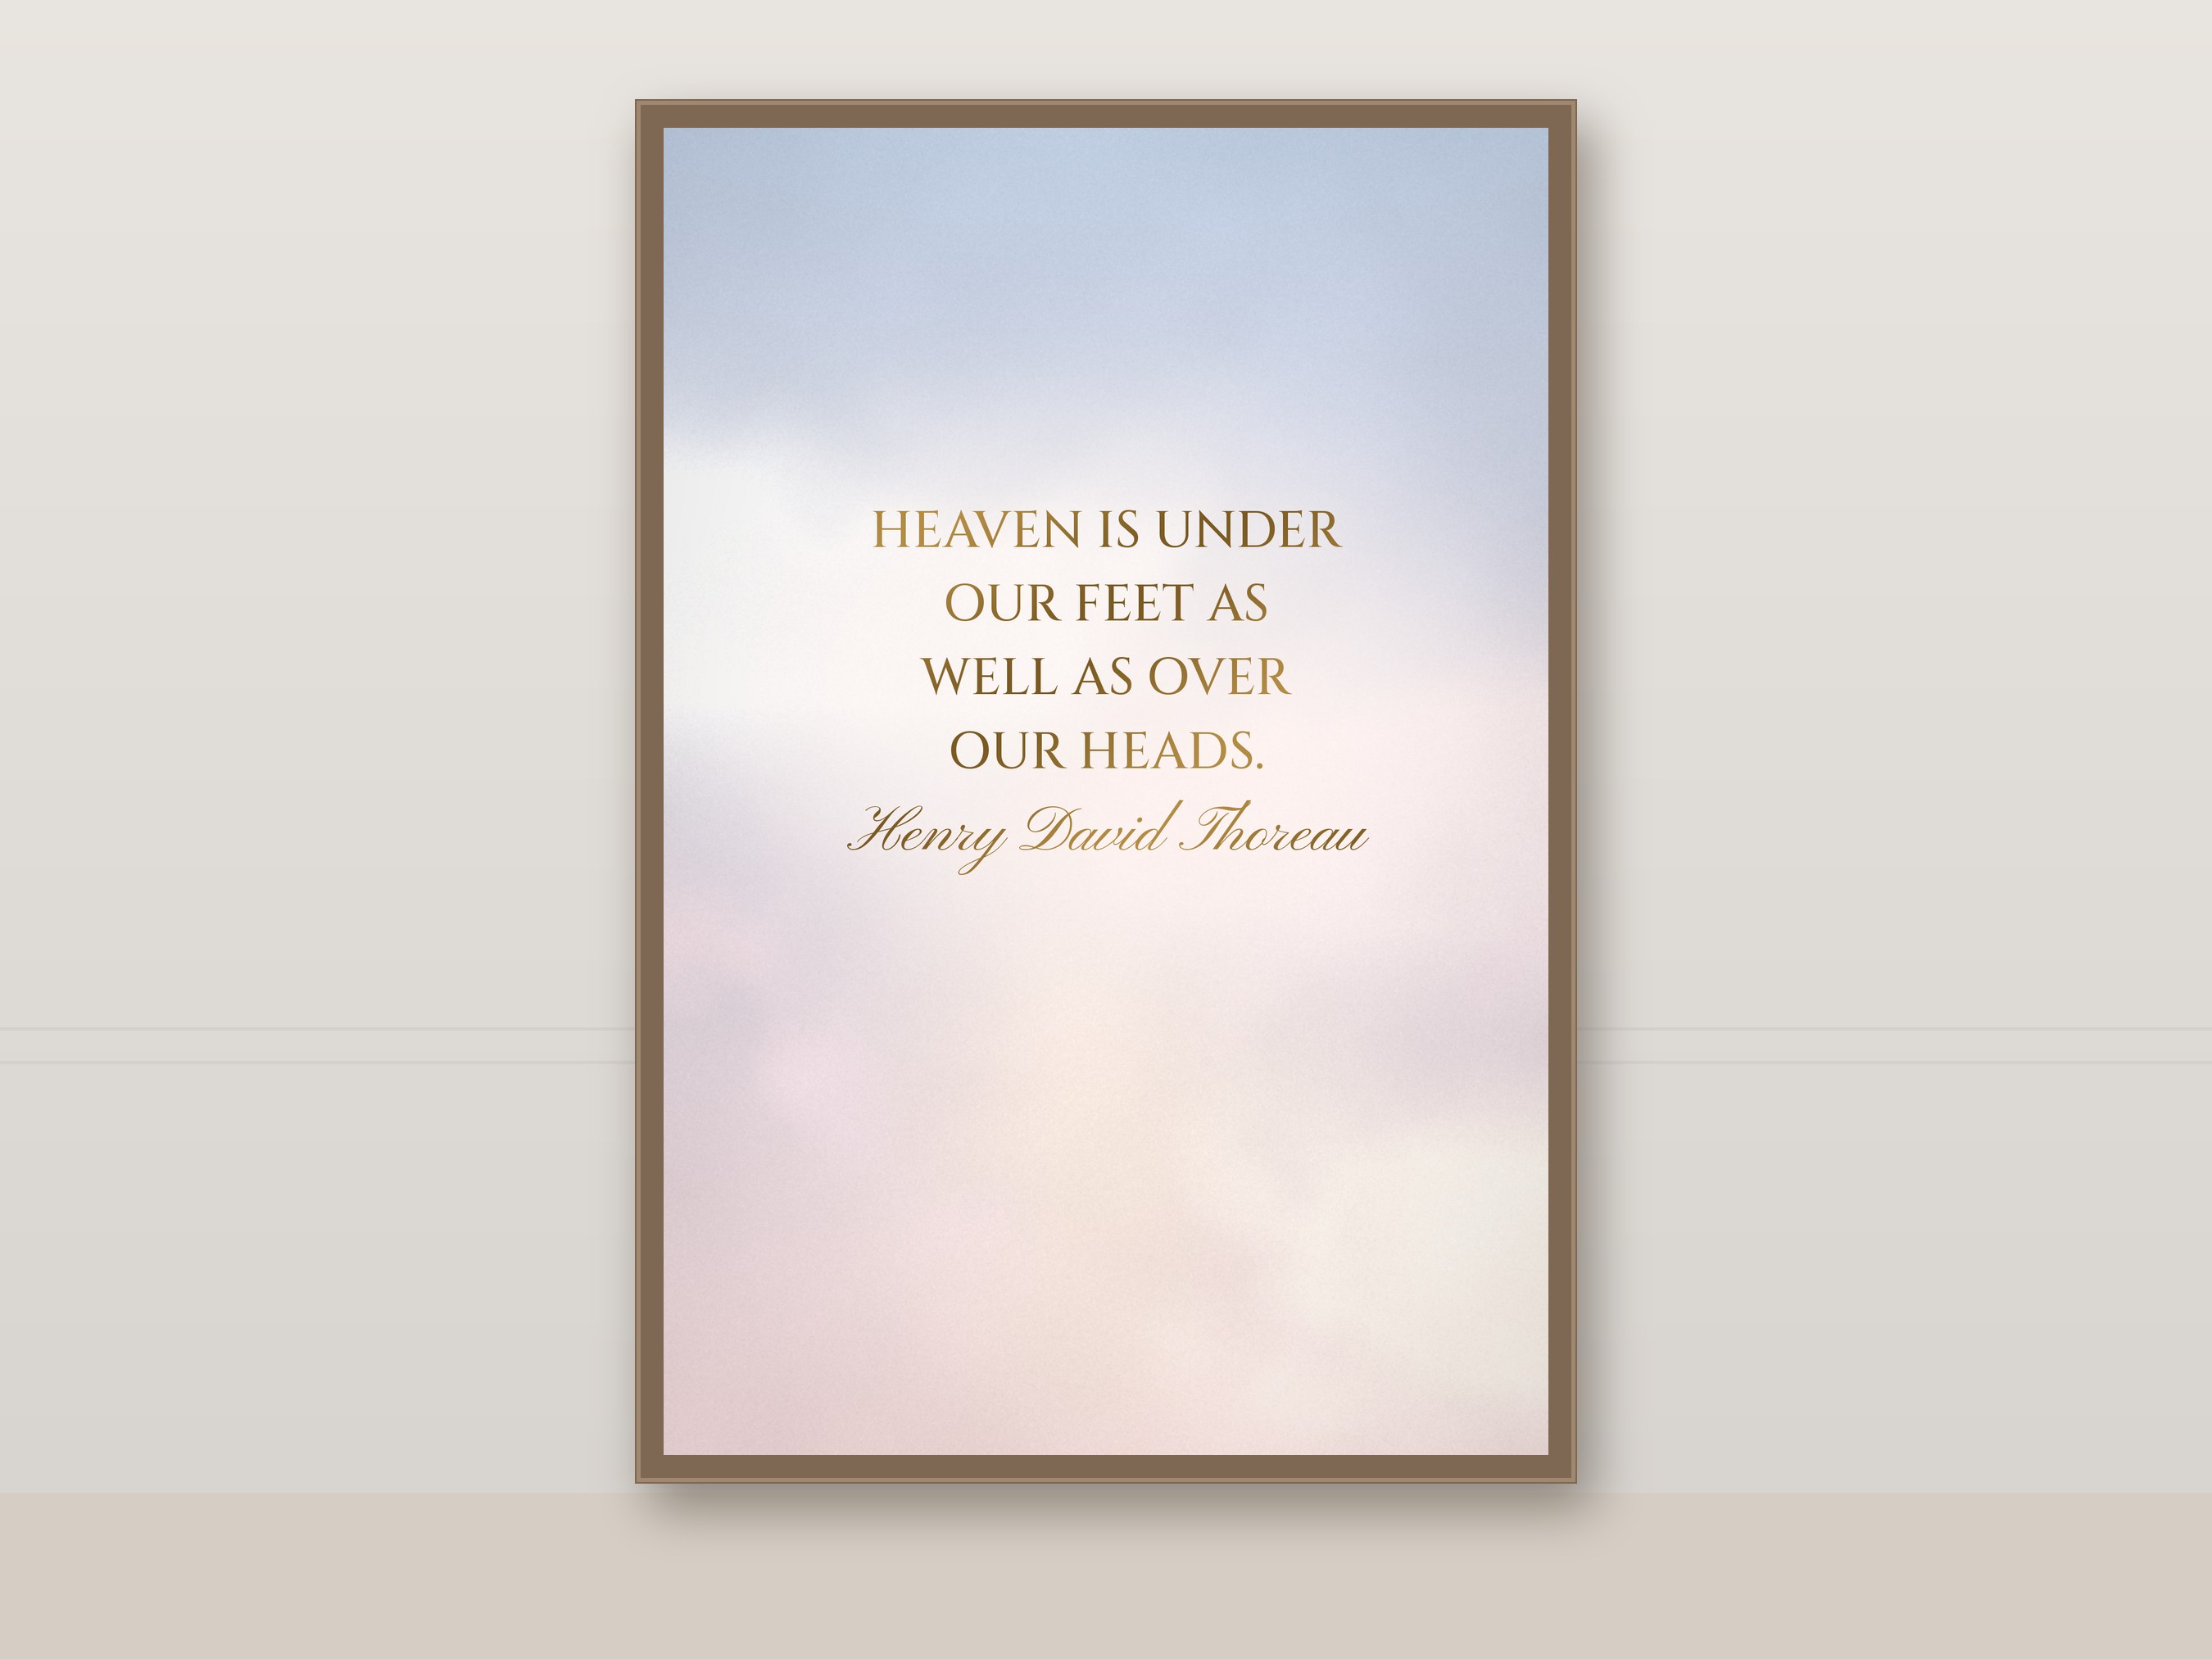 HEAVEN IS UNDER
OUR FEET AS
WELL AS OVER
OUR HEADS.
Henry David Thoreau